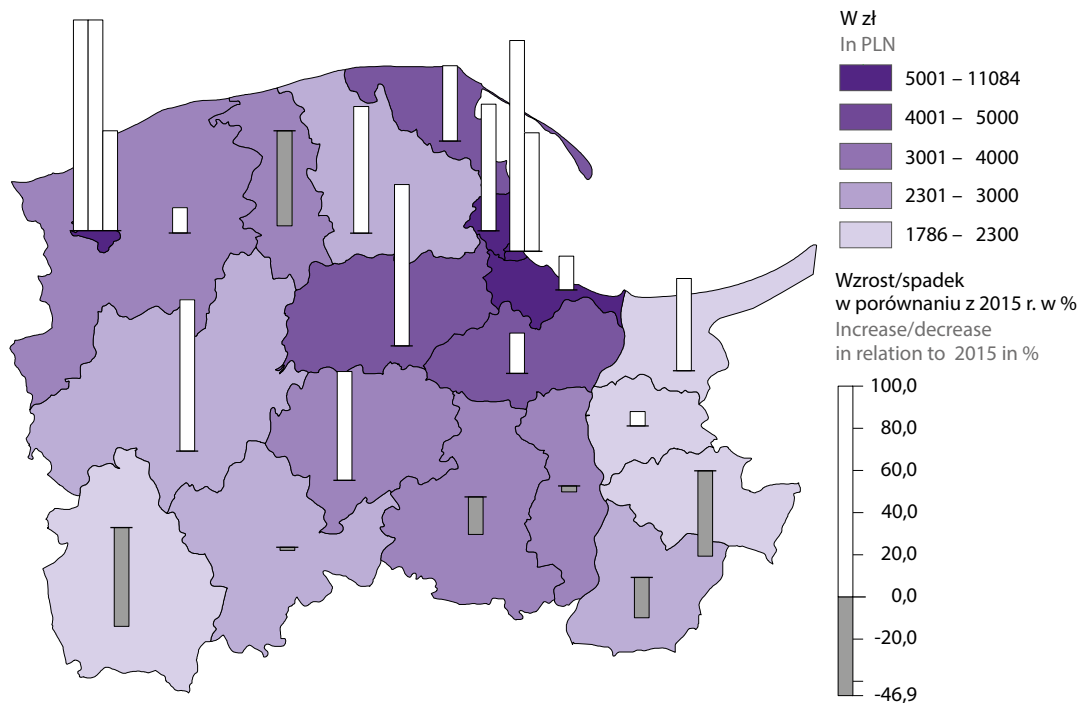 W zł
In PLN
5001 – 11084
4001 – 5000
3001 – 4000
2301 – 3000
1786 – 2300
Wzrost/spadek
w porównaniu z 2015 r. w %
Increase/decrease
in relation to 2015 in %
100,0
80,0
60,0
40,0
20,0
0,0
-20,0
-46,9